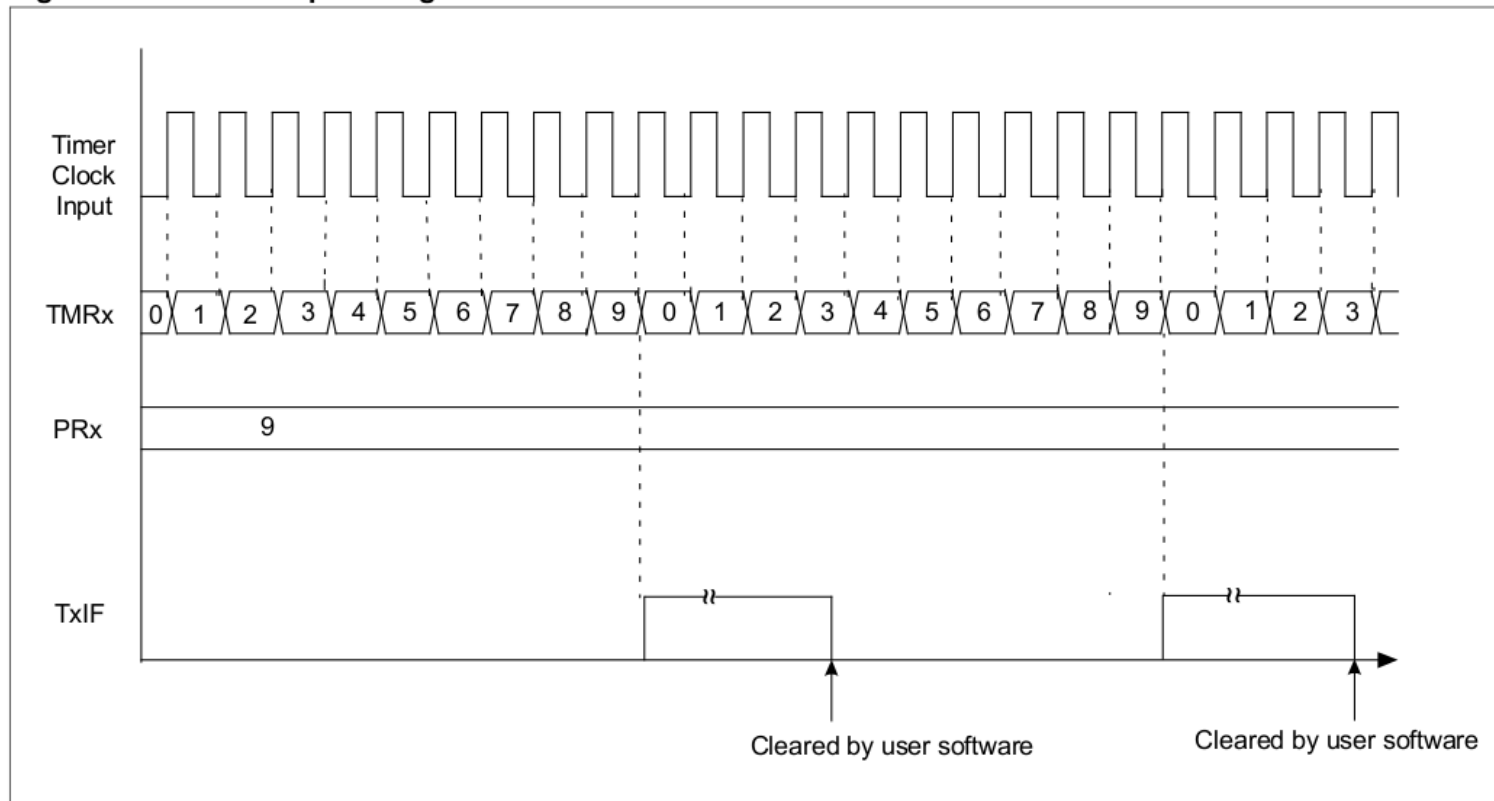 Timer
Clock
Input
TMRx 0 1 2 3 4 5 6 7 8 9 0 1 2 3 4 5 6 7 8 9 0 1 2 3
PRx 9
TxIF
Cleared by user software
Cleared by user software